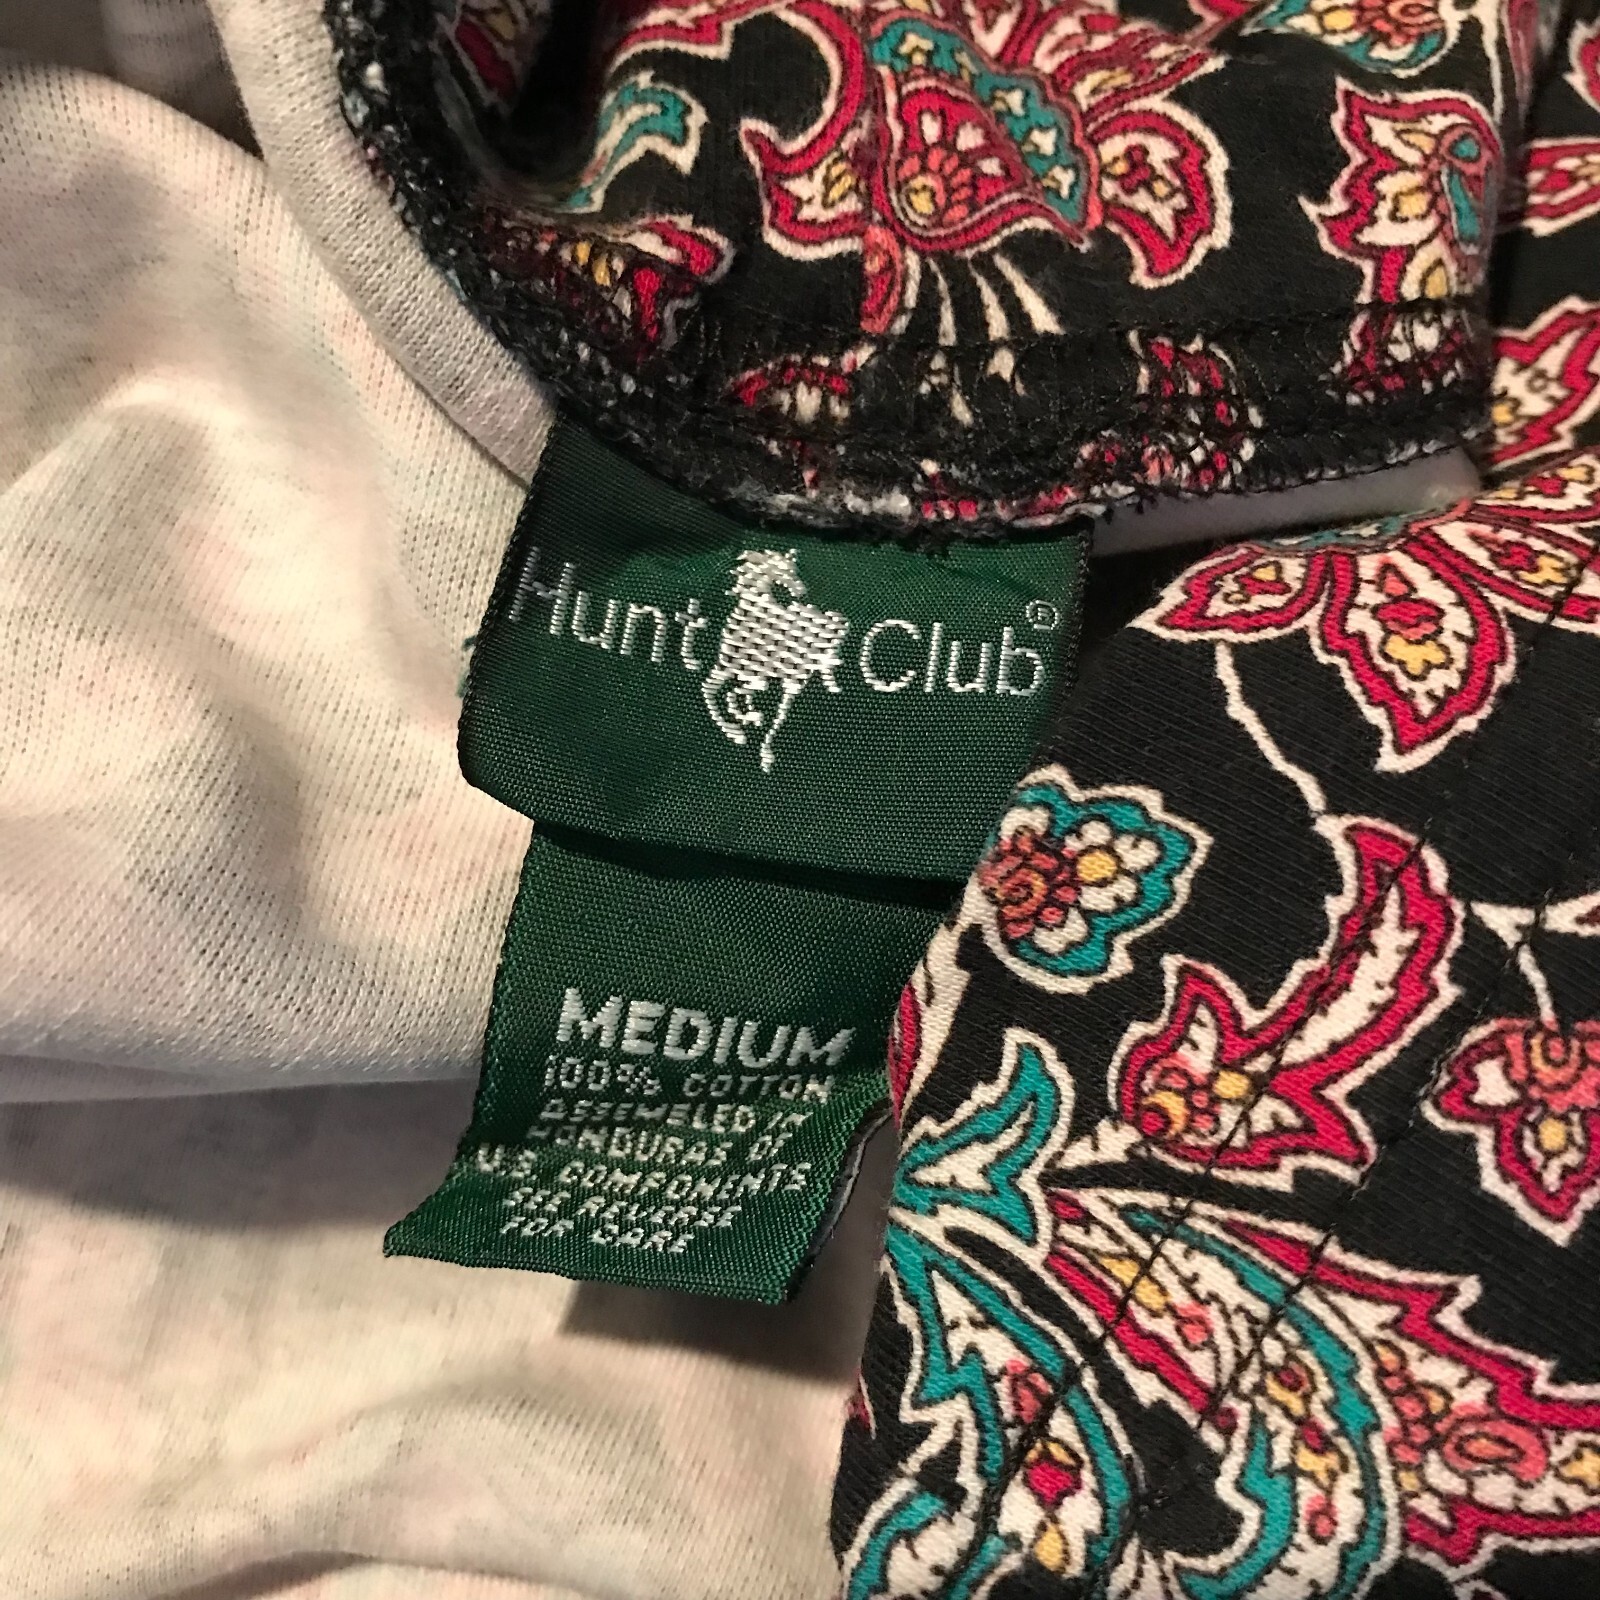 Hunt Club®
MEDIUM
100% COTTON
ASSEMBLED IN
HONDURAS OF
U.S. COMPONENTS
SEE REVERSE
FOR CARE